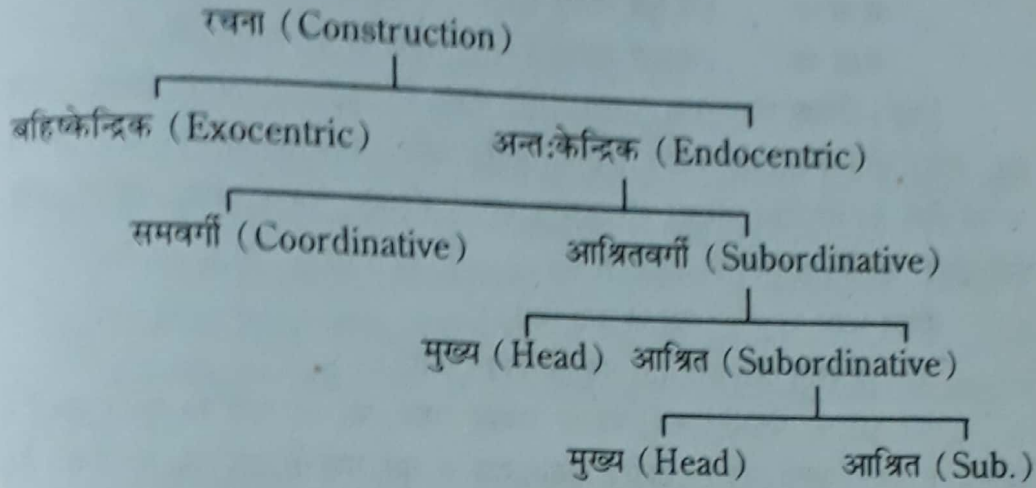 रचना (Construction)
बहिष्केन्द्रिक (Exocentric) अन्तःकेन्द्रिक (Endocentric)
समवर्गी (Coordinative) आश्रितवर्गी (Subordinative)
मुख्य (Head) आश्रित (Subordinative)
मुख्य (Head) आश्रित (Sub.)